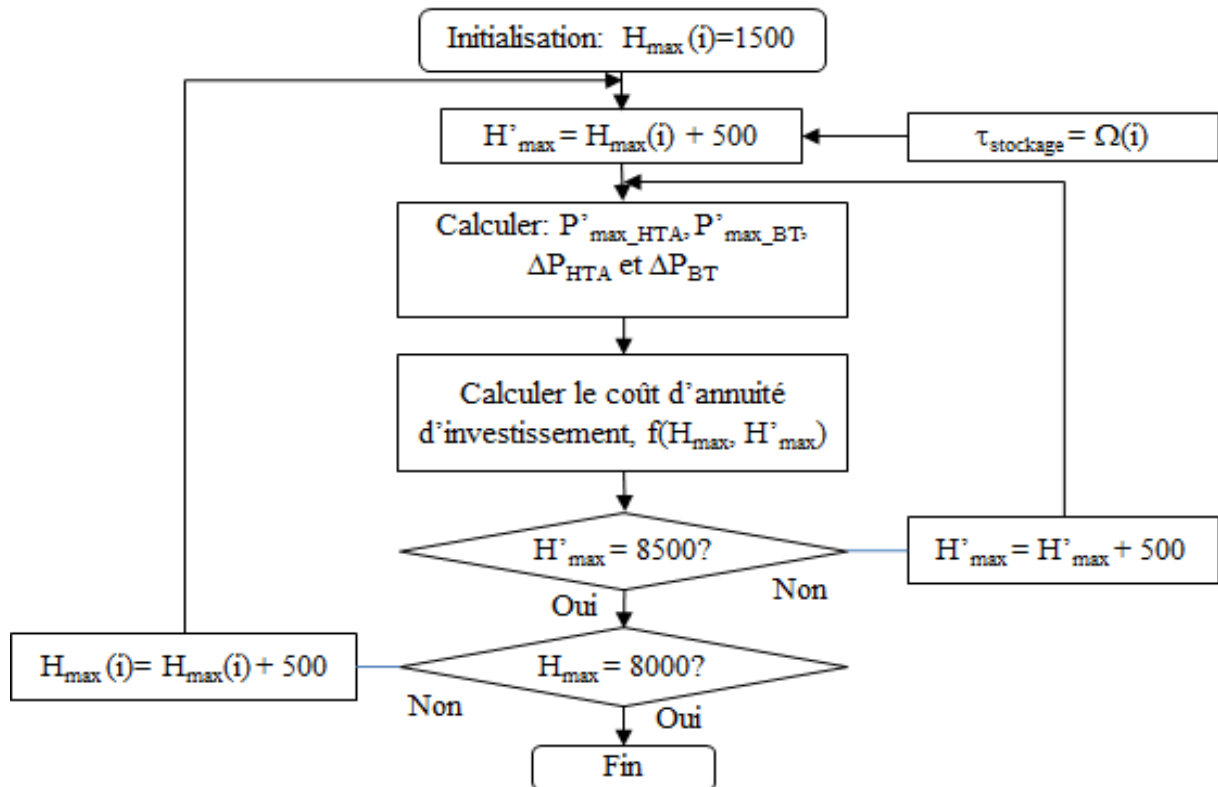 Initialisation: Hmax (i)=1500
H’max = Hmax(i) + 500
τstockage = Ω(i)
Calculer: P’max_HTA, P’max_BT,
ΔPHTA et ΔPBT
Calculer le coût d’annuité
d’investissement, f(Hmax, H’max)
H’max = 8500?
H’max = H’max + 500
Non
Oui
Hmax (i)= Hmax(i) + 500
Hmax = 8000?
Non
Oui
Fin